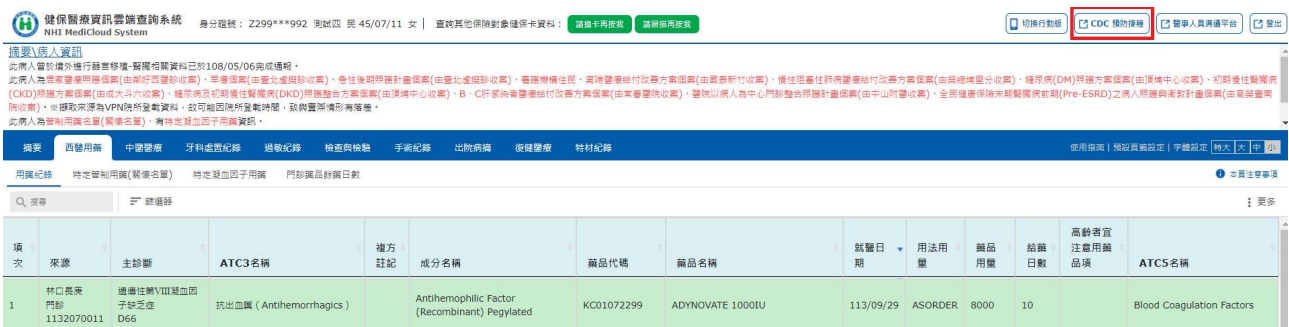 健保醫療資訊雲端查詢系統
NHI MediCloud System
身分證號： Z299***992 測試四 民 45/07/11 女 | 查詢其他保險對象健保卡資料： 請插卡再按我 請掃描再按我
切換行動版 CDC 預防接種 醫事人員溝通平台 登出
摘要\病人資訊
此病人曾於境外進行器官移植-腎臟相關資料已於108/05/06完成通報。
此病人為居家醫療照護個案(由鄰好西醫診收案)、早療個案(由臺北虛擬診收案)、急性後期照護計畫個案(由臺北虛擬診收案)、養護機構住民、氣喘醫療給付改善方案個案(由國泰新竹收案)、慢性阻塞性肺病醫療給付改善方案個案(由榮總埔里分收案)、糖尿病(DM)照護方案個案(由頂埔中心收案)、初期慢性腎臟病
(CKD)照護方案個案(由成大斗六收案)、糖尿病及初期慢性腎臟病(DKD)照護整合方案個案(由頂埔中心收案)、B、C肝感染者醫療給付改善方案個案(由常春醫院收案)、醫院以病人為中心門診整合照護計畫個案(由中山附醫收案)、全民健康保險末期腎臟病前期(Pre-ESRD)之病人照護與衛教計畫個案(由高榮臺南
院收案)。※擷取來源為VPN院所登載資料，故可能因院所登載時間，致與實際情形有落差。
此病人為管制用藥名單(關懷名單)、有特定凝血因子用藥資訊。
摘要 西醫用藥 中醫醫療 牙科處置紀錄 過敏紀錄 檢查與檢驗 手術紀錄 出院病摘 復健醫療 特材紀錄 使用指南 | 預設頁籤設定 | 字體設定 特大 大 中 小
用藥紀錄 特定管制用藥(關懷名單) 特定凝血因子用藥 門診藥品餘藥日數 本頁注意事項
搜尋 篩選器 更多
項次 來源 主診斷 ATC3名稱 複方註記 成分名稱 藥品代碼 藥品名稱 就醫日期 用法用量 藥品用量 給藥日數 高齡者宜注意用藥品項 ATC5名稱
1 林口長庚 門診 1132070011 遺傳性第VIII凝血因子缺乏症 D66 抗出血藥 ( Antihemorrhagics ) Antihemophilic Factor (Recombinant) Pegylated KC01072299 ADYNOVATE 1000IU 113/09/29 ASORDER 8000 10 Blood Coagulation Factors